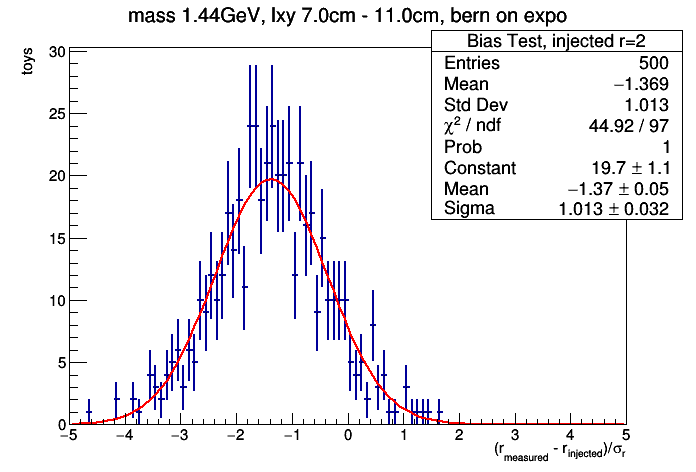 mass 1.44GeV, lxy 7.0cm - 11.0cm, bern on expo
Bias Test, injected r=2
Entries 500
Mean −1.369
Std Dev 1.013
χ² / ndf 44.92 / 97
Prob 1
Constant 19.7 ± 1.1
Mean −1.37 ± 0.05
Sigma 1.013 ± 0.032
toys
30
25
20
15
10
5
0
−5 −4 −3 −2 −1 0 1 2 3 4 5
(r_measured - r_injected)/σ_r